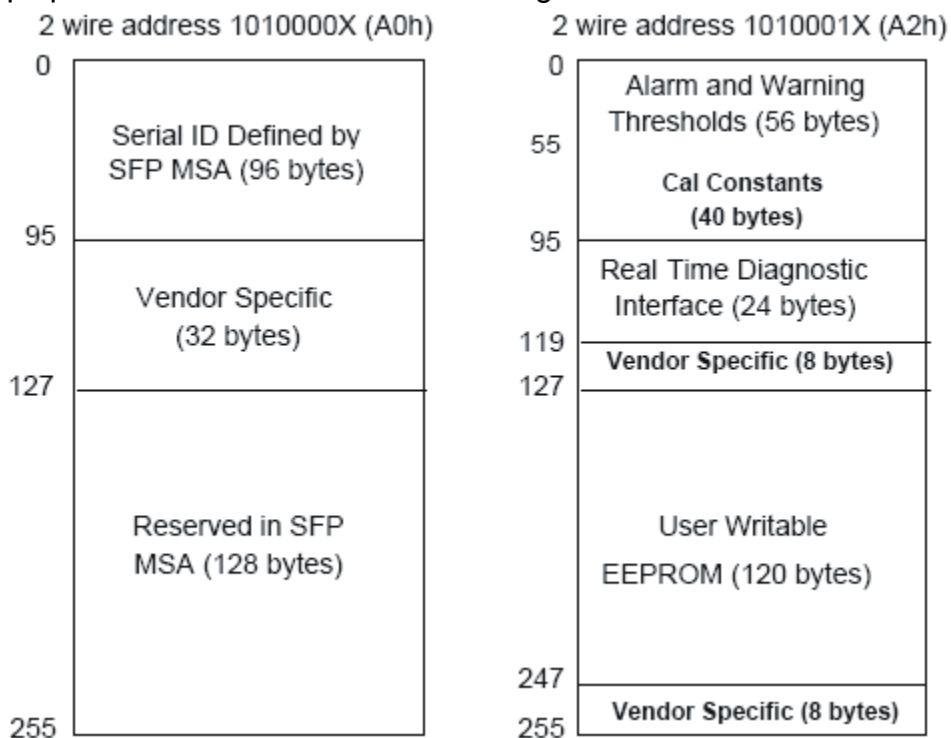 2 wire address 1010000X (A0h)
0
Serial ID Defined by
SFP MSA (96 bytes)
95
Vendor Specific
(32 bytes)
127
Reserved in SFP
MSA (128 bytes)
255
2 wire address 1010001X (A2h)
0
Alarm and Warning
Thresholds (56 bytes)
55
Cal Constants
(40 bytes)
95
Real Time Diagnostic
Interface (24 bytes)
119
Vendor Specific (8 bytes)
127
User Writable
EEPROM (120 bytes)
247
Vendor Specific (8 bytes)
255